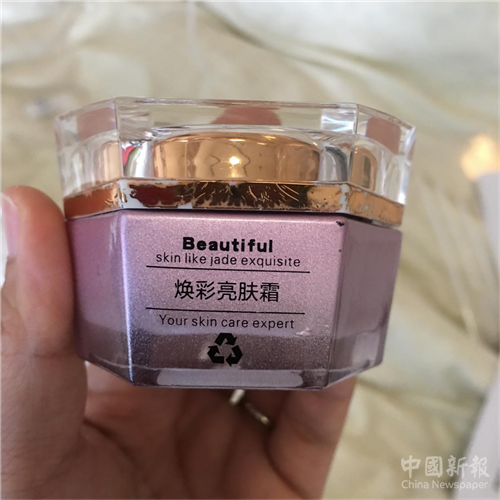 Beautiful
skin like jade exquisite
焕彩亮肤霜
Your skin care expert
中國新報
China Newspaper